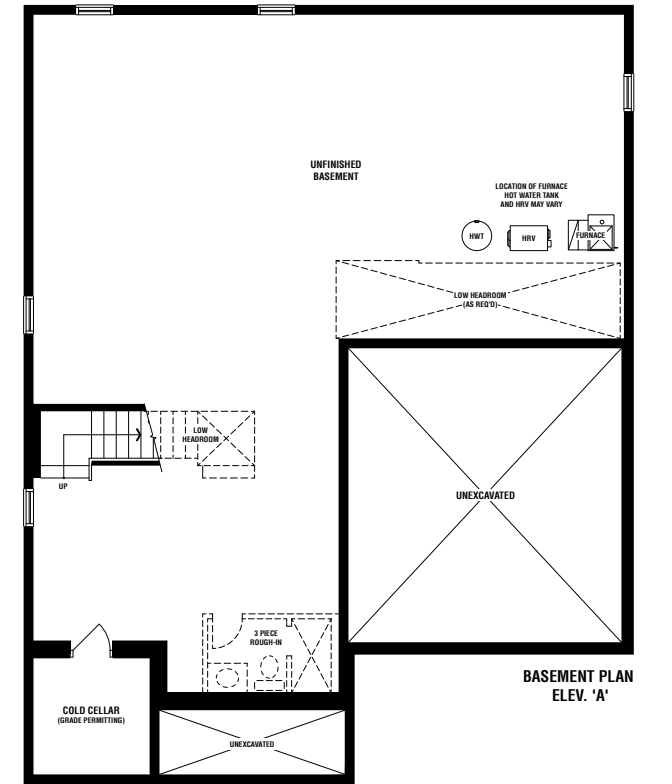 UNFINISHED
BASEMENT
LOCATION OF FURNACE
HOT WATER TANK
AND HRV MAY VARY
HWT
HRV
FURNACE
LOW HEADROOM
(AS REQ'D)
LOW
HEADROOM
UP
UNEXCAVATED
3 PIECE
ROUGH-IN
BASEMENT PLAN
ELEV. 'A'
COLD CELLAR
(GRADE PERMITTING)
UNEXCAVATED